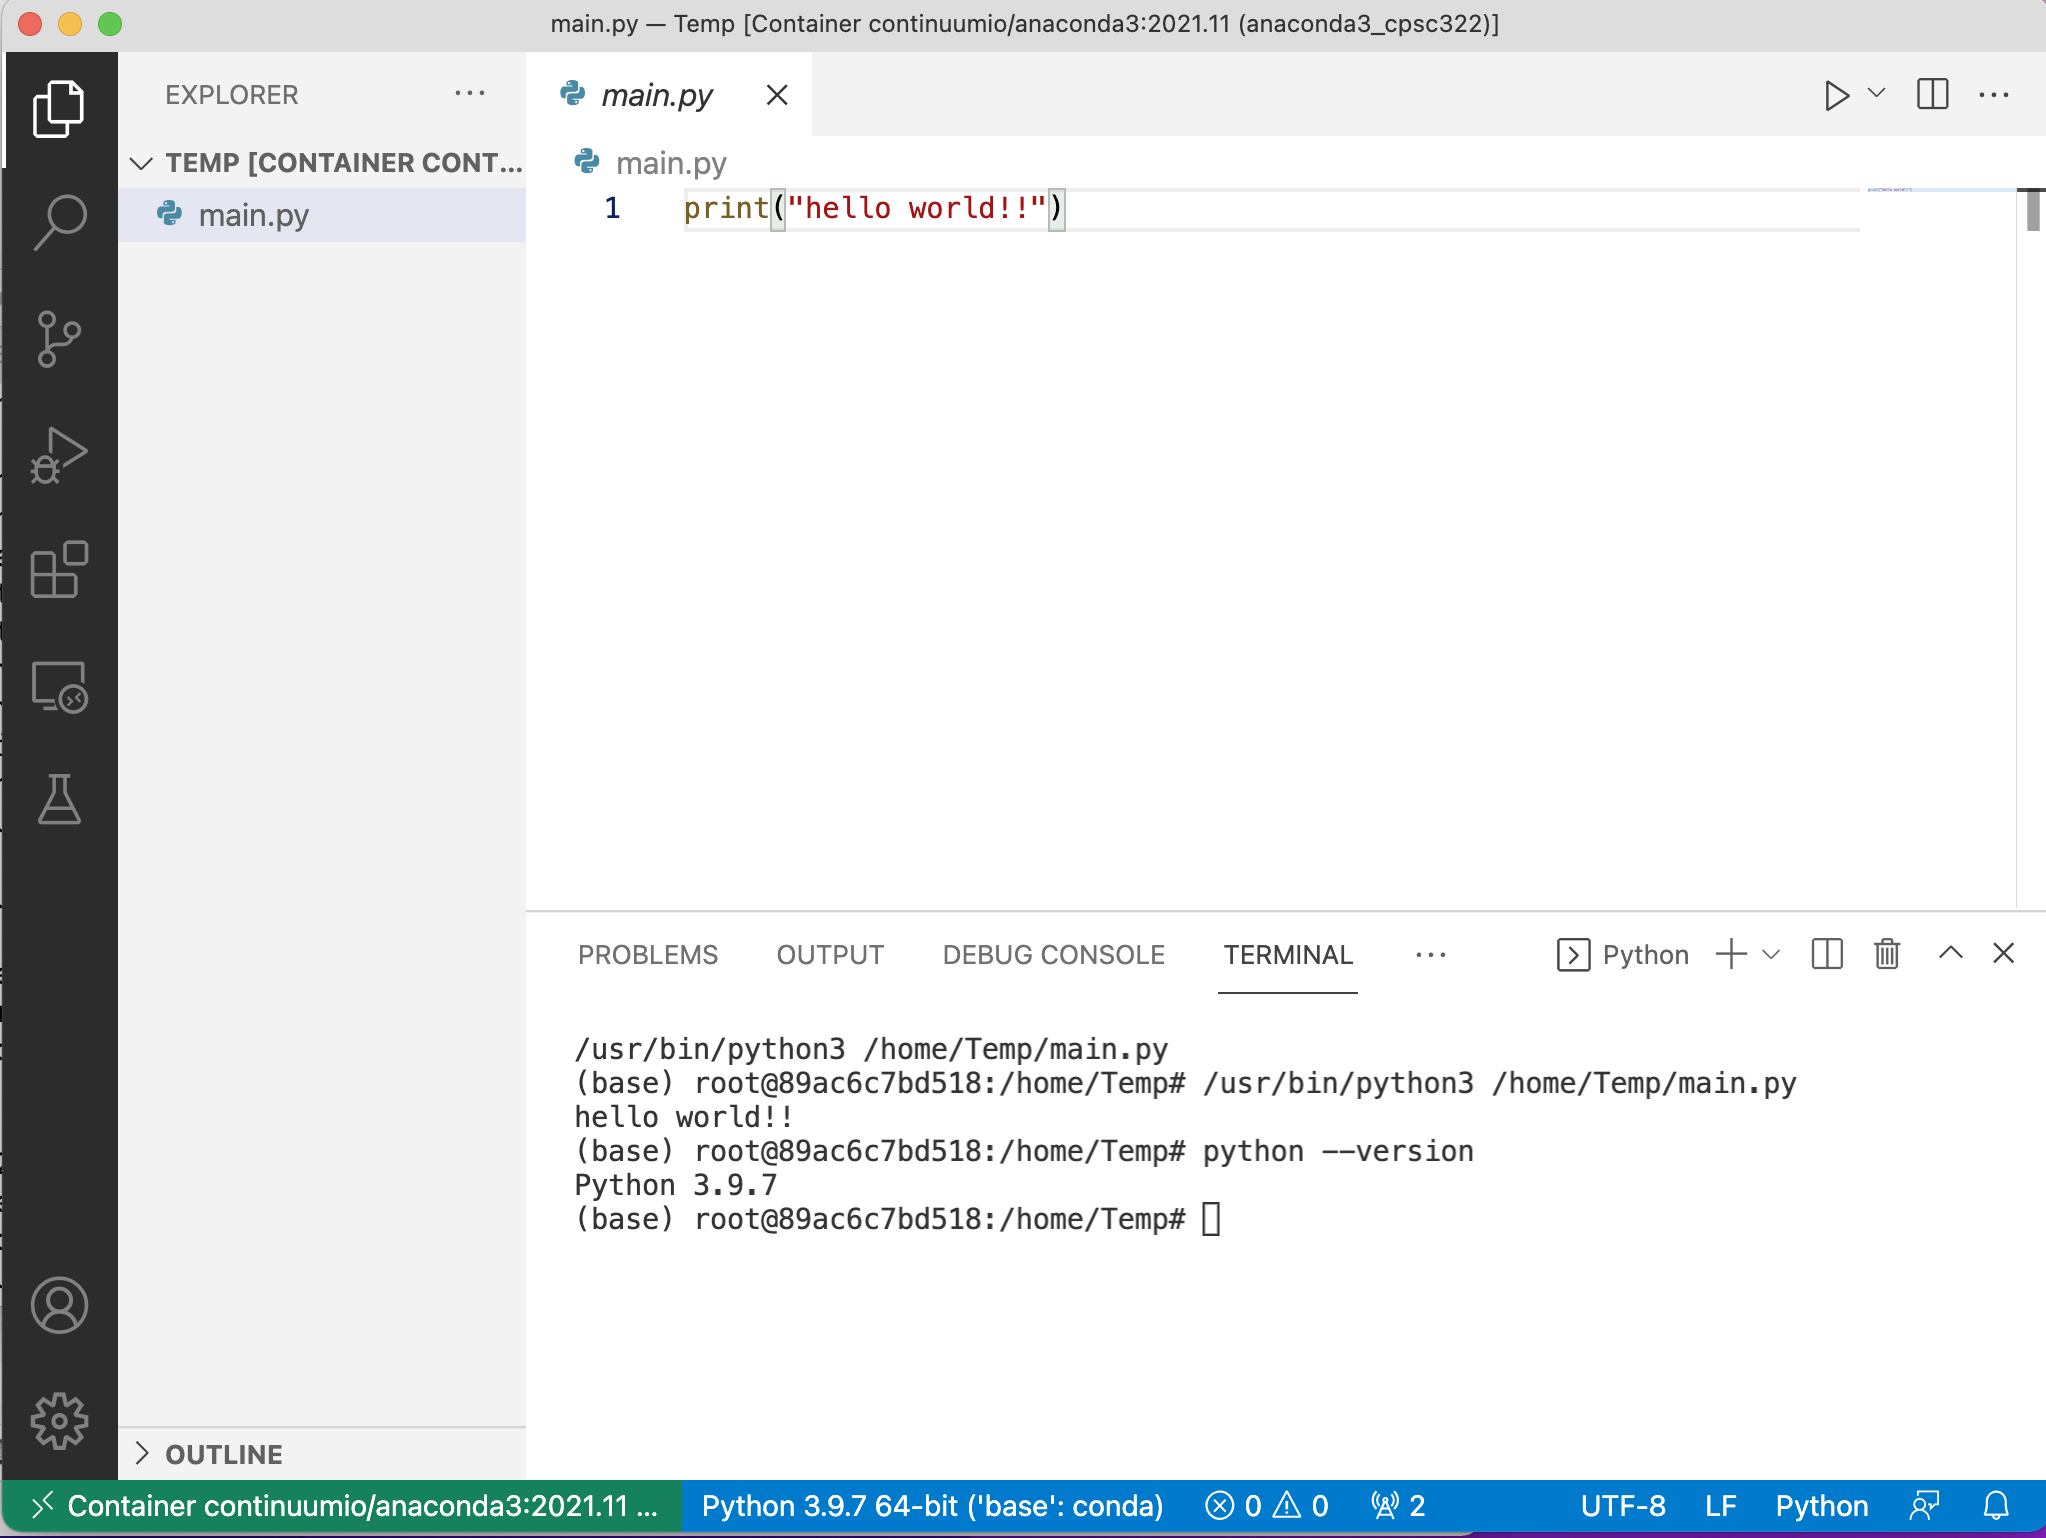 main.py — Temp [Container continuumio/anaconda3:2021.11 (anaconda3_cpsc322)]
EXPLORER
TEMP [CONTAINER CONT...
main.py
OUTLINE
main.py
main.py
1 print("hello world!!")
PROBLEMS OUTPUT DEBUG CONSOLE TERMINAL Python
/usr/bin/python3 /home/Temp/main.py
(base) root@89ac6c7bd518:/home/Temp# /usr/bin/python3 /home/Temp/main.py
hello world!!
(base) root@89ac6c7bd518:/home/Temp# python --version
Python 3.9.7
(base) root@89ac6c7bd518:/home/Temp#
Container continuumio/anaconda3:2021.11 ... Python 3.9.7 64-bit ('base': conda) 0 0 2 UTF-8 LF Python